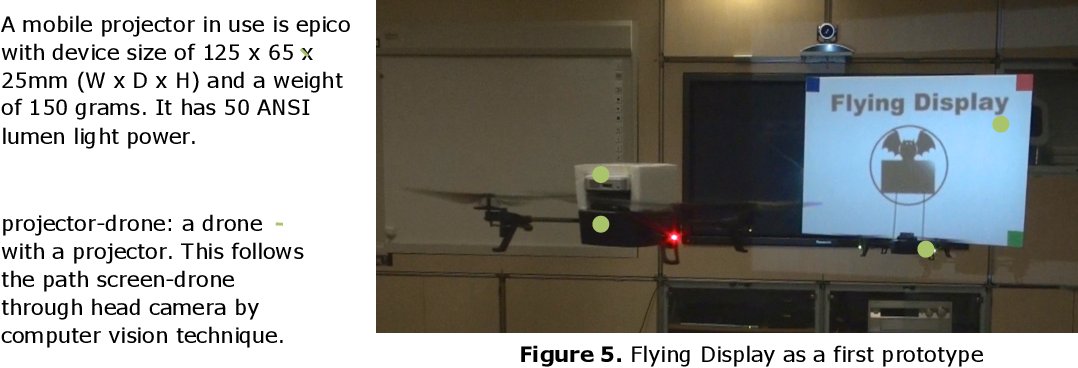 A mobile projector in use is epico
with device size of 125 x 65 x
25mm (W x D x H) and a weight
of 150 grams. It has 50 ANSI
lumen light power.
projector-drone: a drone
with a projector. This follows
the path screen-drone
through head camera by
computer vision technique.
Flying Display
Panasonic
Figure 5. Flying Display as a first prototype